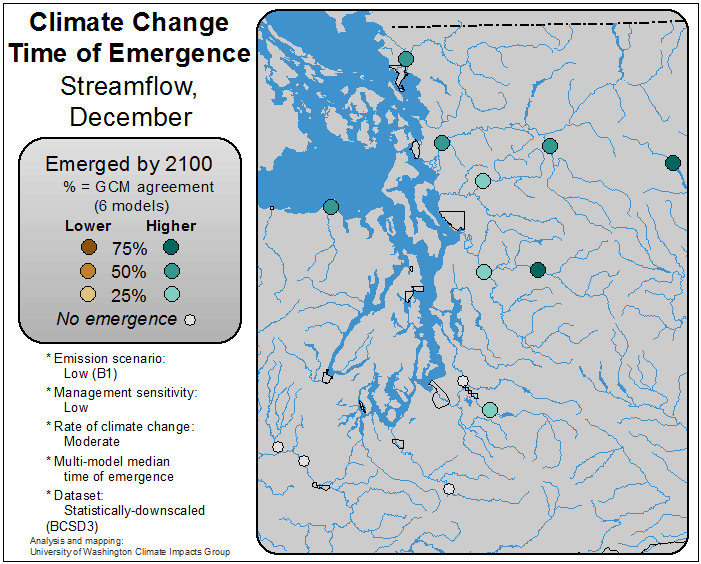 Climate Change
Time of Emergence
Streamflow,
December
Emerged by 2100
% = GCM agreement
(6 models)
Lower Higher
75%
50%
25%
No emergence
* Emission scenario:
Low (B1)
* Management sensitivity:
Low
* Rate of climate change:
Moderate
* Multi-model median
time of emergence
* Dataset:
Statistically-downscaled
(BCSD3)
Analysis and mapping:
University of Washington Climate Impacts Group